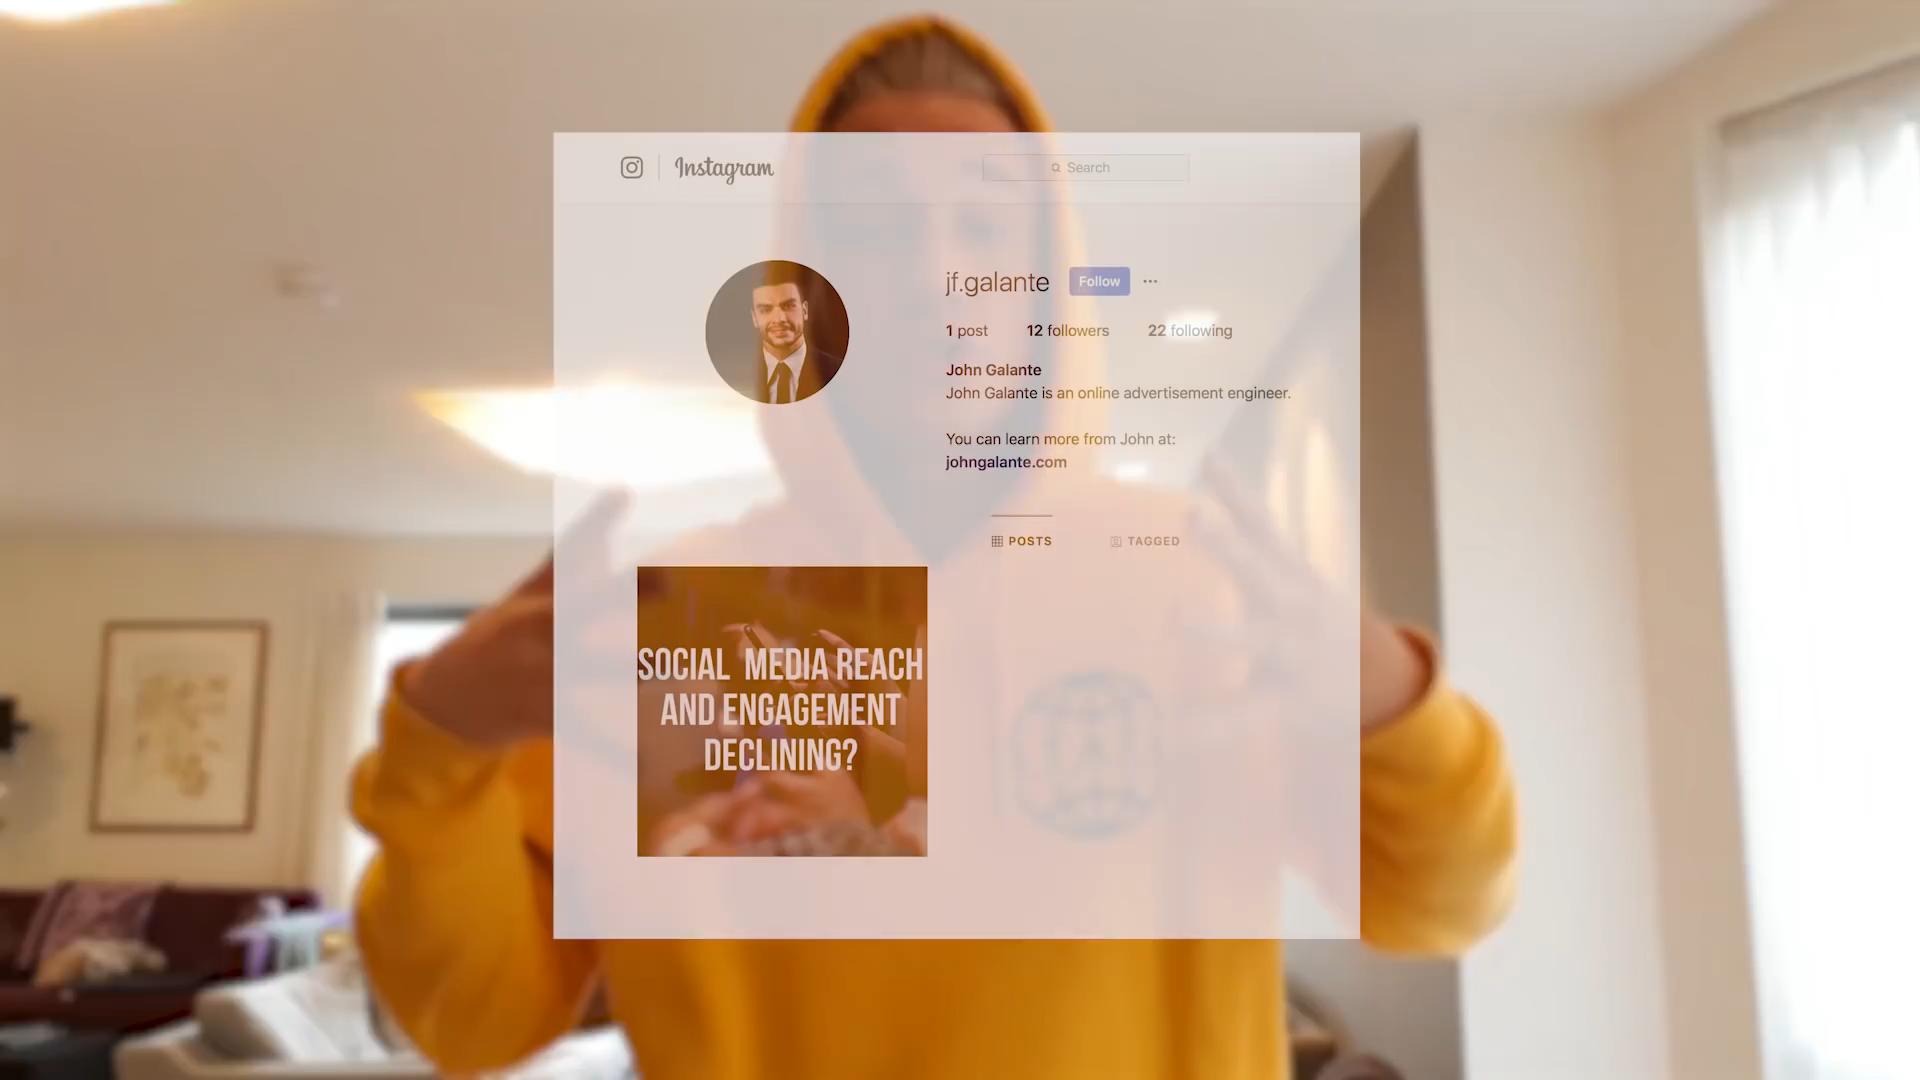 Instagram
Search
jf.galante
Follow
1 post 12 followers 22 following
John Galante
John Galante is an online advertisement engineer.
You can learn more from John at:
johngalante.com
POSTS
TAGGED
SOCIAL MEDIA REACH
AND ENGAGEMENT
DECLINING?